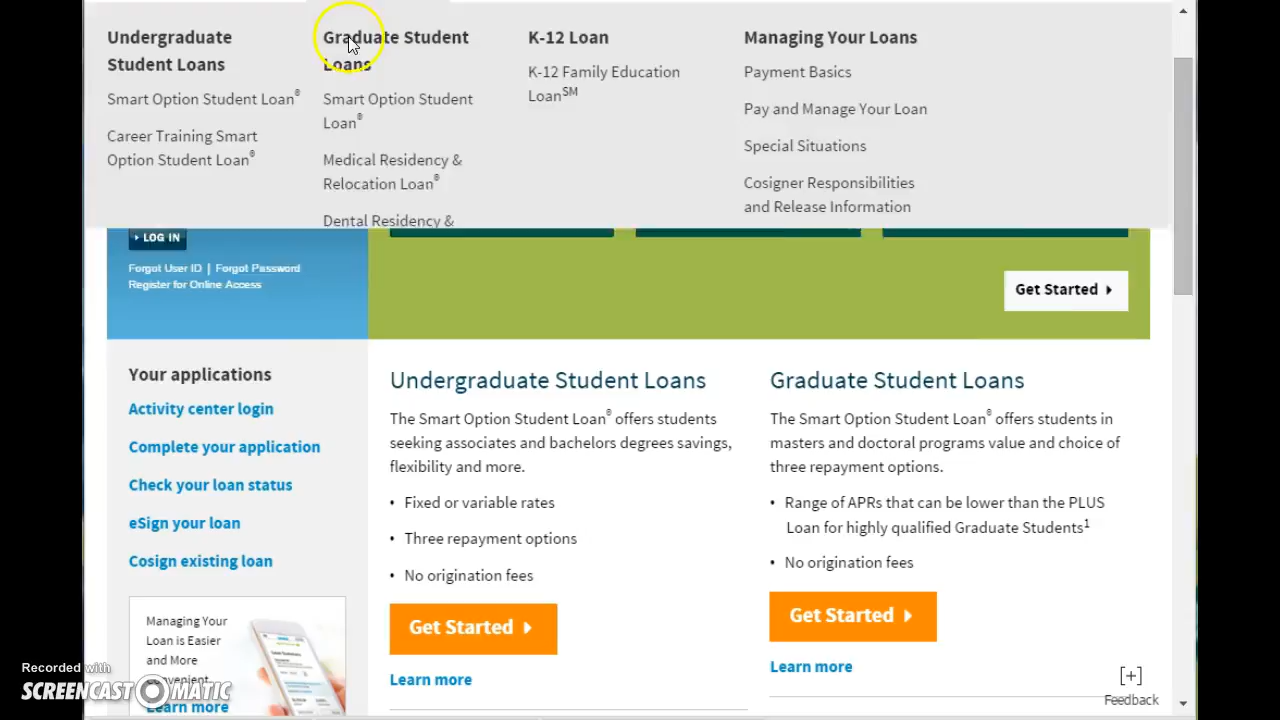 Undergraduate
Student Loans
Smart Option Student Loan®
Career Training Smart
Option Student Loan®
Graduate Student
Loans
Smart Option Student
Loan®
Medical Residency &
Relocation Loan®
Dental Residency &
K-12 Loan
K-12 Family Education
Loan℠
Managing Your Loans
Payment Basics
Pay and Manage Your Loan
Special Situations
Cosigner Responsibilities
and Release Information
LOG IN
Forgot User ID | Forgot Password
Register for Online Access
Get Started
Your applications
Activity center login
Complete your application
Check your loan status
eSign your loan
Cosign existing loan
Managing Your
Loan is Easier
and More
Convenient.
Learn more
Undergraduate Student Loans
The Smart Option Student Loan® offers students
seeking associates and bachelors degrees savings,
flexibility and more.
• Fixed or variable rates
• Three repayment options
• No origination fees
Get Started
Learn more
Graduate Student Loans
The Smart Option Student Loan® offers students in
masters and doctoral programs value and choice of
three repayment options.
• Range of APRs that can be lower than the PLUS
Loan for highly qualified Graduate Students¹
• No origination fees
Get Started
Learn more
[+]
Feedback
Recorded with
SCREENCAST-O-MATIC